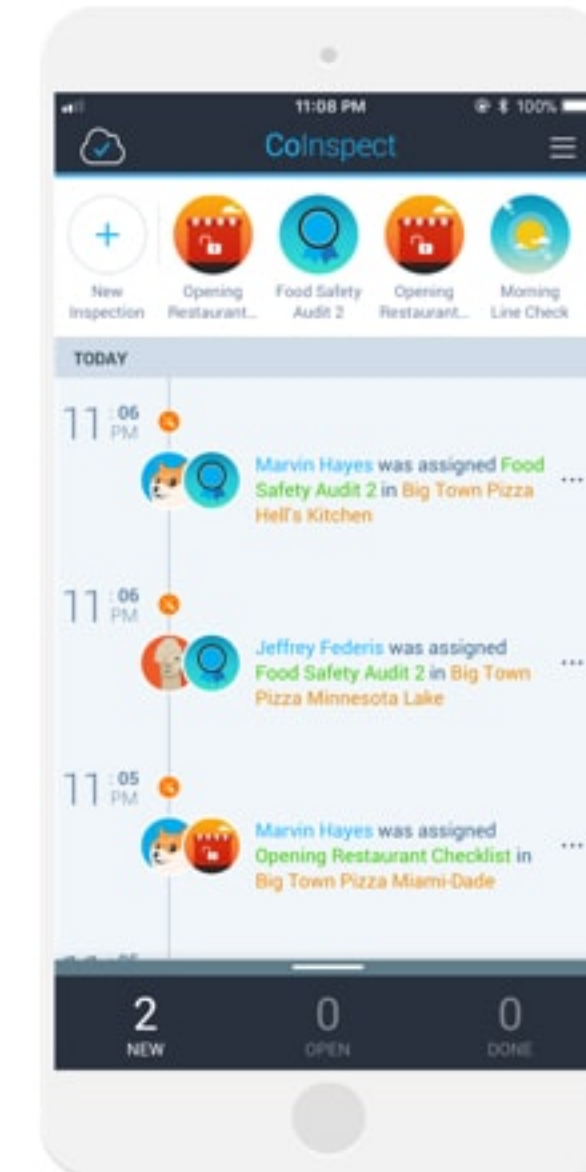 11:08 PM
100%
CoInspect
New
Inspection
Opening
Restaurant...
Food Safety
Audit 2
Opening
Restaurant...
Morning
Line Check
TODAY
11 : 06
PM
Marvin Hayes was assigned Food
Safety Audit 2 in Big Town Pizza
Hell's Kitchen
11 : 06
PM
Jeffrey Federis was assigned
Food Safety Audit 2 in Big Town
Pizza Minnesota Lake
11 : 05
PM
Marvin Hayes was assigned
Opening Restaurant Checklist in
Big Town Pizza Miami-Dade
2
NEW
0
OPEN
0
DONE